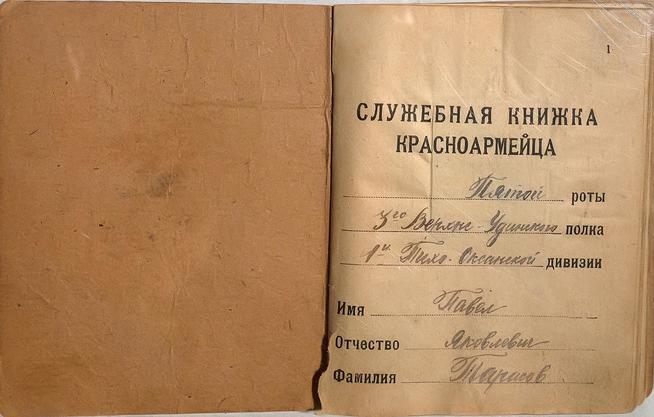 1
СЛУЖЕБНАЯ КНИЖКА
КРАСНОАРМЕЙЦА
Пятой роты
3го Верхне-Удинского полка
1й Тихо-Океанской дивизии
Имя Павел
Отчество Яковлевич
Фамилия Тарасов